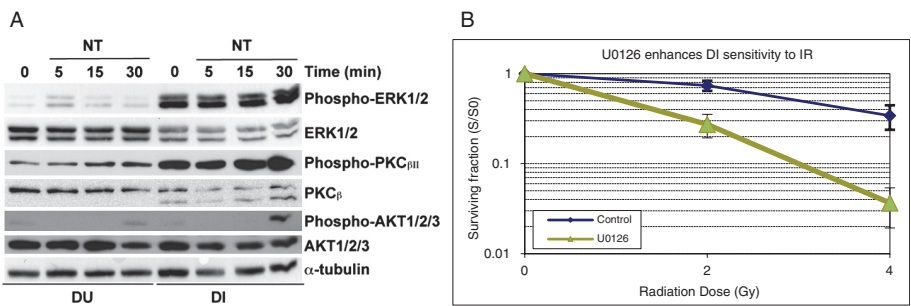 A
NT NT
0 5 15 30 0 5 15 30 Time (min)
Phospho-ERK1/2
ERK1/2
Phospho-PKCβII
PKCβ
Phospho-AKT1/2/3
AKT1/2/3
α-tubulin
DU DI
B
U0126 enhances DI sensitivity to IR
Surviving fraction (S/S0)
1
0.1
0.01
Control
U0126
0 2 4
Radiation Dose (Gy)